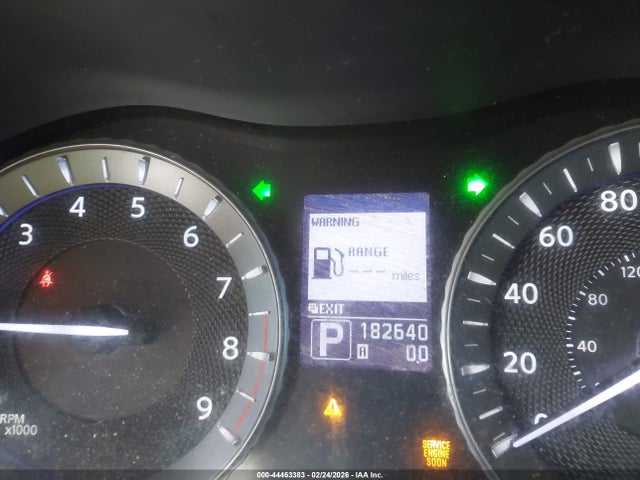 3 4 5 6 7 8 9
RPM
x1000
WARNING
RANGE
--- miles
EXIT
P 182640
A 0.0
SERVICE
ENGINE
SOON
80
60
40
20
0
120
80
40
000-44463383 - 02/24/2026 - IAA Inc.